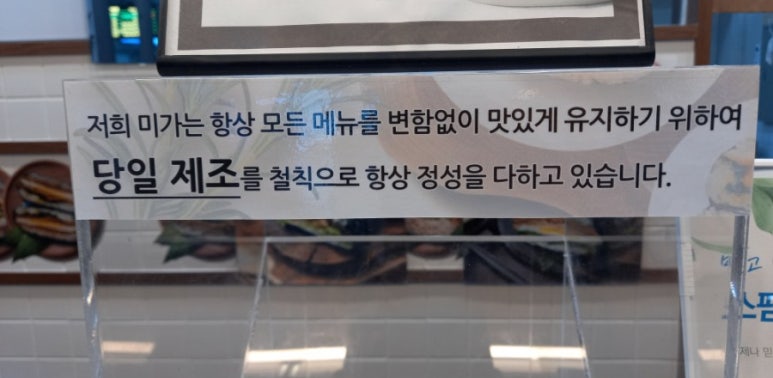 저희 미가는 항상 모든 메뉴를 변함없이 맛있게 유지하기 위하여
당일 제조를 철칙으로 항상 정성을 다하고 있습니다.